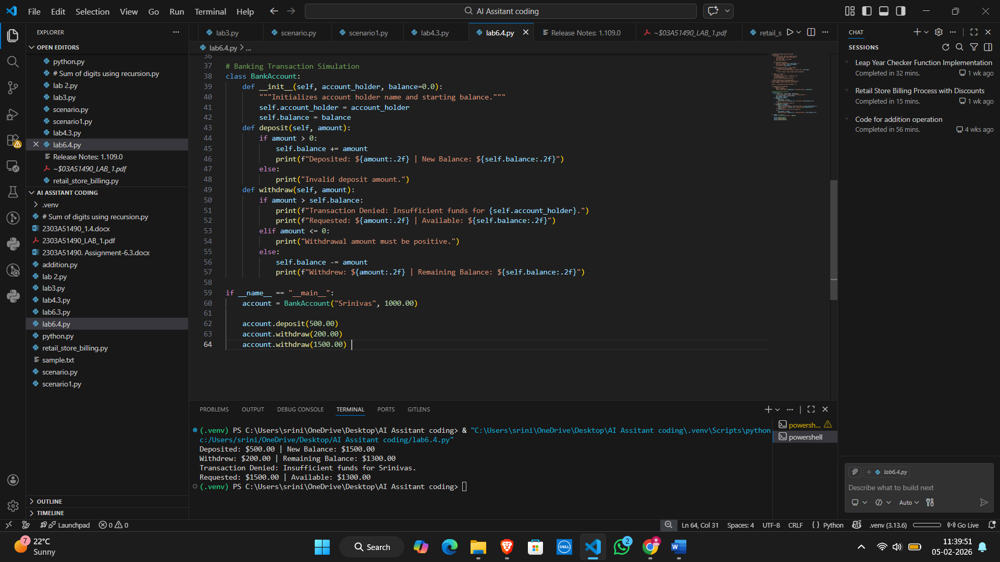 File Edit Selection View Go Run Terminal Help
AI Assitant coding
EXPLORER
OPEN EDITORS
python.py
# Sum of digits using recursion.py
lab 2.py
lab3.py
scenario.py
scenario1.py
lab4.3.py
lab6.4.py
Release Notes: 1.109.0
~$03A51490_LAB_1.pdf
retail_store_billing.py
AI ASSITANT CODING
.venv
# Sum of digits using recursion.py
2303A51490_1.4.docx
2303A51490_LAB_1.pdf
2303A51490. Assignment-6.3.docx
addition.py
lab 2.py
lab3.py
lab4.3.py
lab6.3.py
lab6.4.py
python.py
retail_store_billing.py
sample.txt
scenario.py
scenario1.py
OUTLINE
TIMELINE
lab3.py scenario.py scenario1.py lab4.3.py lab6.4.py Release Notes: 1.109.0 ~$03A51490_LAB_1.pdf retail_s
lab6.4.py > ...
36
37 # Banking Transaction Simulation
38 class BankAccount:
39 def __init__(self, account_holder, balance=0.0):
40 """Initializes account holder name and starting balance."""
41 self.account_holder = account_holder
42 self.balance = balance
43 def deposit(self, amount):
44 if amount > 0:
45 self.balance += amount
46 print(f"Deposited: ${amount:.2f} | New Balance: ${self.balance:.2f}")
47 else:
48 print("Invalid deposit amount.")
49 def withdraw(self, amount):
50 if amount > self.balance:
51 print(f"Transaction Denied: Insufficient funds for {self.account_holder}.")
52 print(f"Requested: ${amount:.2f} | Available: ${self.balance:.2f}")
53 elif amount <= 0:
54 print("Withdrawal amount must be positive.")
55 else:
56 self.balance -= amount
57 print(f"Withdrew: ${amount:.2f} | Remaining Balance: ${self.balance:.2f}")
58
59 if __name__ == "__main__":
60 account = BankAccount("Srinivas", 1000.00)
61
62 account.deposit(500.00)
63 account.withdraw(200.00)
64 account.withdraw(1500.00)
PROBLEMS OUTPUT DEBUG CONSOLE TERMINAL PORTS GITLENS
(.venv) PS C:\Users\srini\OneDrive\Desktop\AI Assitant coding> & "C:\Users\srini\OneDrive\Desktop\AI Assitant coding\.venv\Scripts\python
c:/Users/srini/OneDrive/Desktop/AI Assitant coding/lab6.4.py"
Deposited: $500.00 | New Balance: $1500.00
Withdrew: $200.00 | Remaining Balance: $1300.00
Transaction Denied: Insufficient funds for Srinivas.
Requested: $1500.00 | Available: $1300.00
(.venv) PS C:\Users\srini\OneDrive\Desktop\AI Assitant coding>
powersh...
powershell
CHAT
SESSIONS
Leap Year Checker Function Implementation
Completed in 32 mins. 1 wk ago
Retail Store Billing Process with Discounts
Completed in 15 mins. 1 wk ago
Code for addition operation
Completed in 56 mins. 4 wks ago
lab6.4.py
Describe what to build next
Auto
Launchpad 0 0 Ln 64, Col 31 Spaces: 4 UTF-8 CRLF {} Python .venv (3.13.6) Go Live
7
22°C
Sunny
Search
DELL
2
11:39:51
05-02-2026